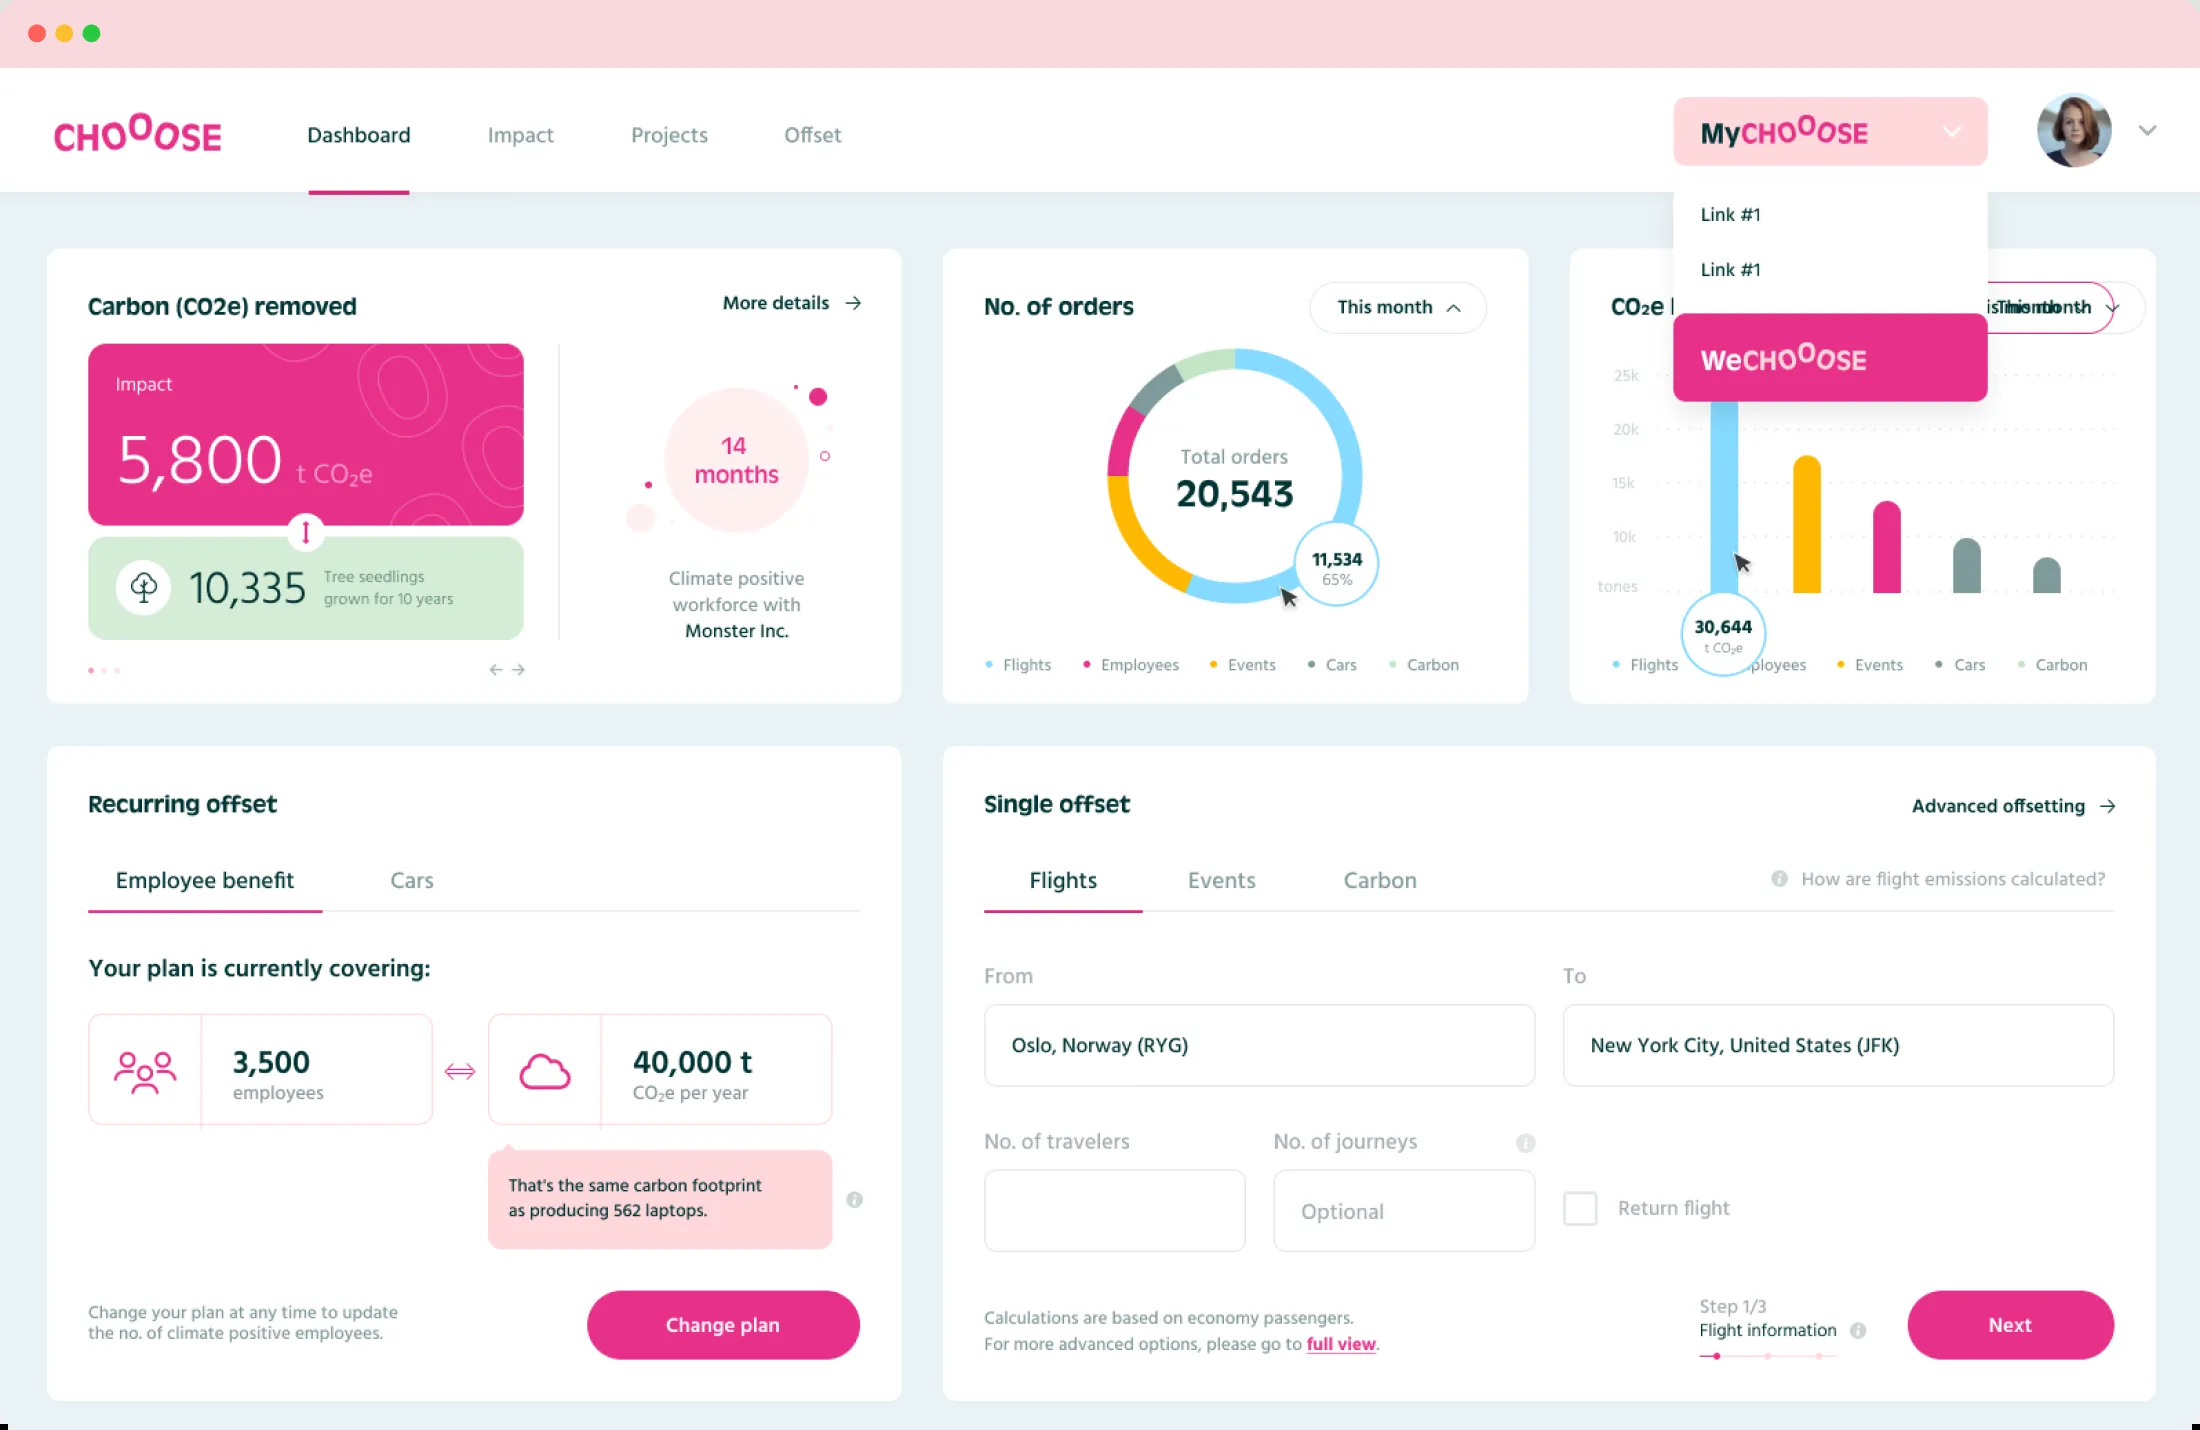 CHOOOSE
Dashboard
Impact
Projects
Offset
MyCHOOOSE
Link #1
Link #1
WeCHOOOSE
Carbon (CO2e) removed
More details
Impact
5,800 t CO₂e
10,335
Tree seedlings
grown for 10 years
14
months
Climate positive
workforce with
Monster Inc.
No. of orders
This month
Total orders
20,543
11,534
65%
Flights
Employees
Events
Cars
Carbon
CO₂e
This month
25k
20k
15k
10k
tones
30,644
t CO₂e
Flights
ployees
Events
Cars
Carbon
Recurring offset
Employee benefit
Cars
Your plan is currently covering:
3,500
employees
40,000 t
CO₂e per year
That's the same carbon footprint
as producing 562 laptops.
Change your plan at any time to update
the no. of climate positive employees.
Change plan
Single offset
Advanced offsetting
Flights
Events
Carbon
How are flight emissions calculated?
From
To
Oslo, Norway (RYG)
New York City, United States (JFK)
No. of travelers
No. of journeys
Optional
Return flight
Calculations are based on economy passengers.
For more advanced options, please go to full view.
Step 1/3
Flight information
Next